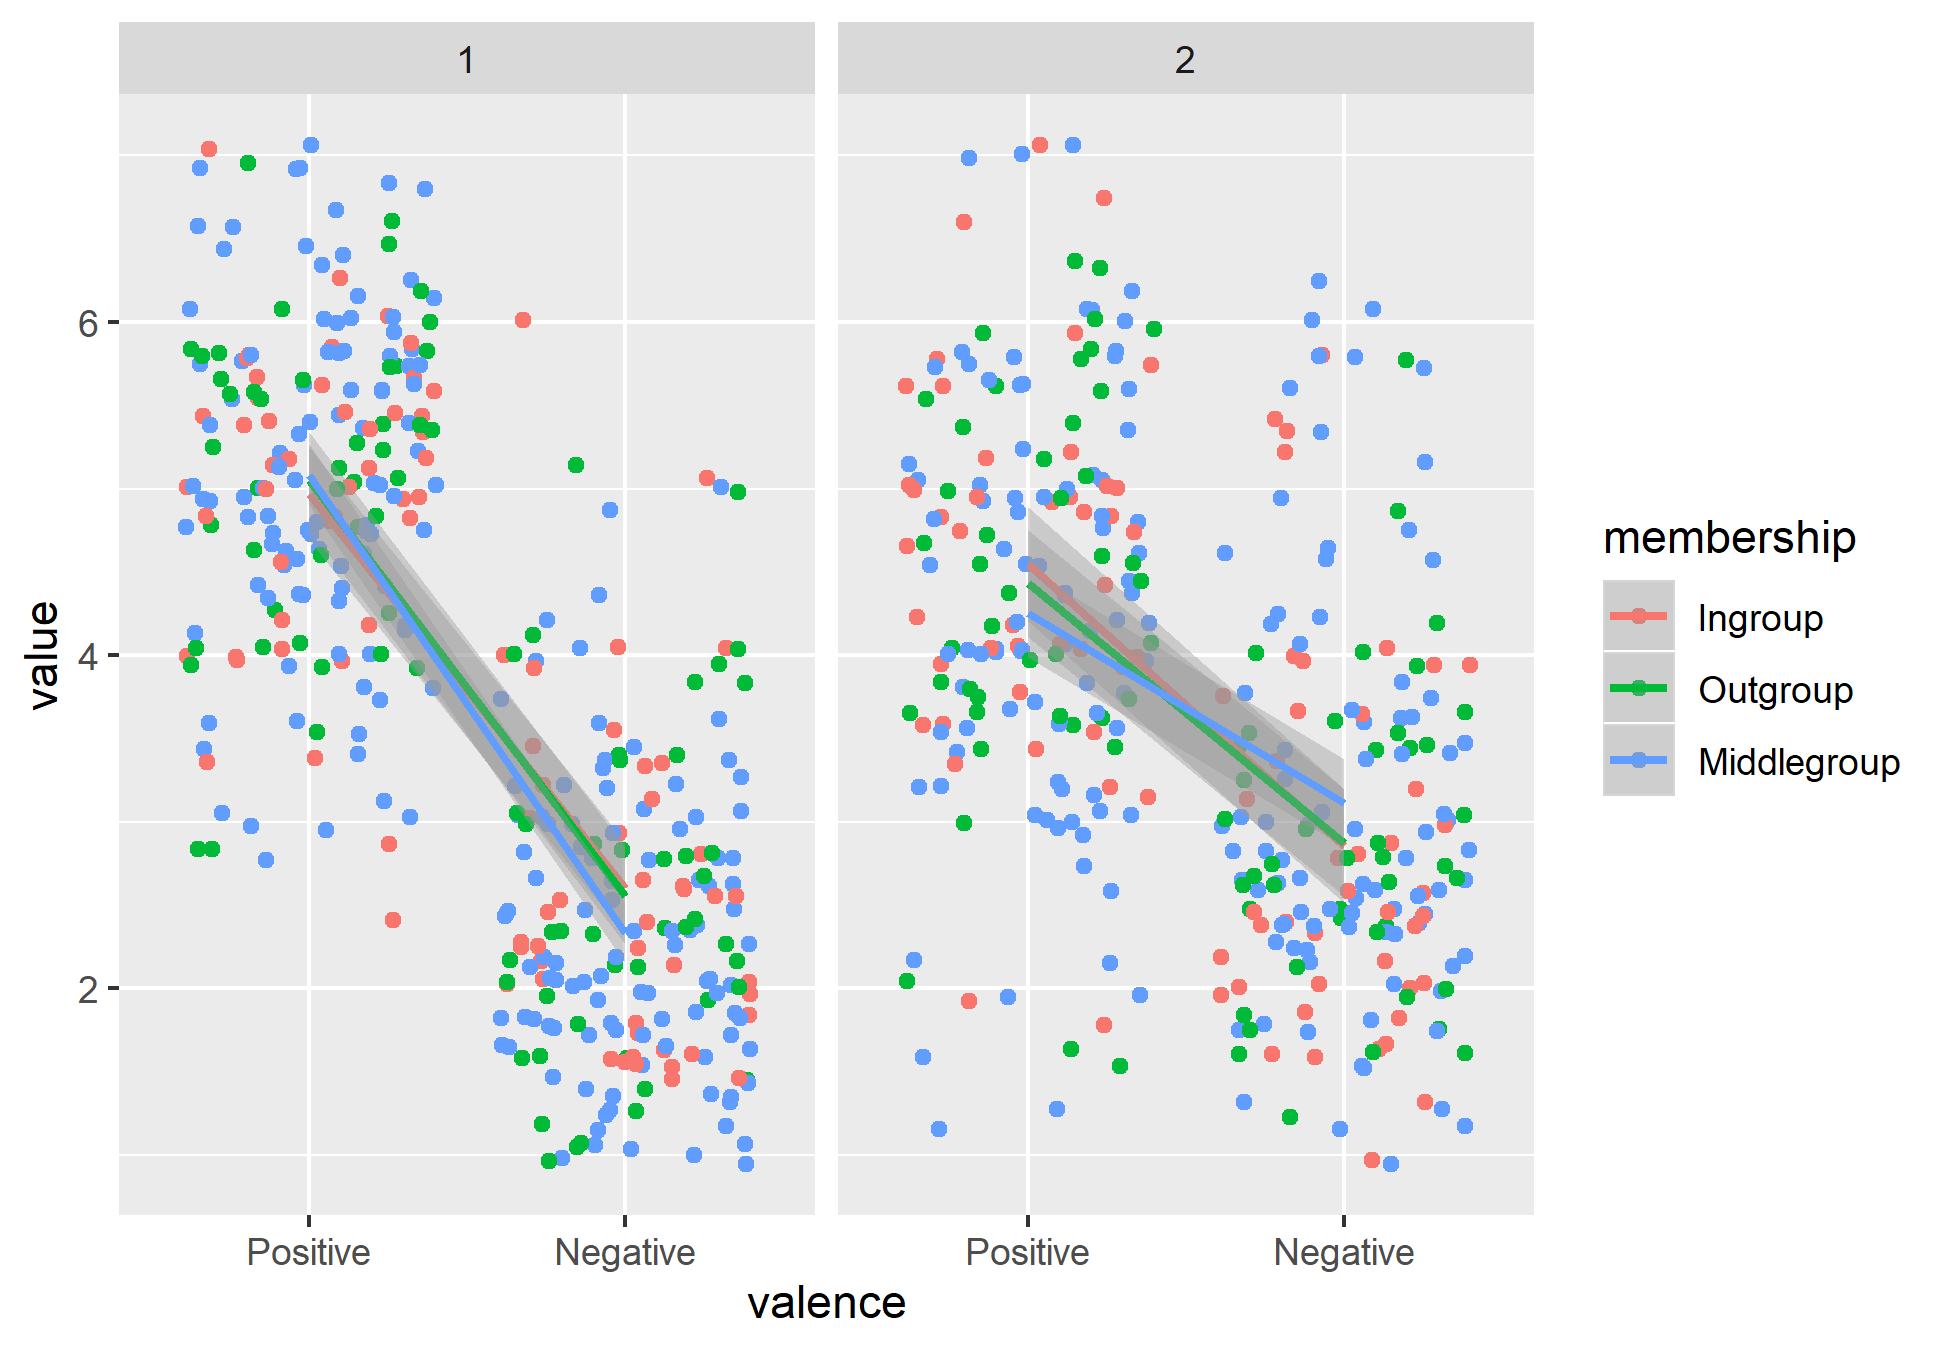 1
2
6
4
2
value
Positive
Negative
Positive
Negative
valence
membership
Ingroup
Outgroup
Middlegroup